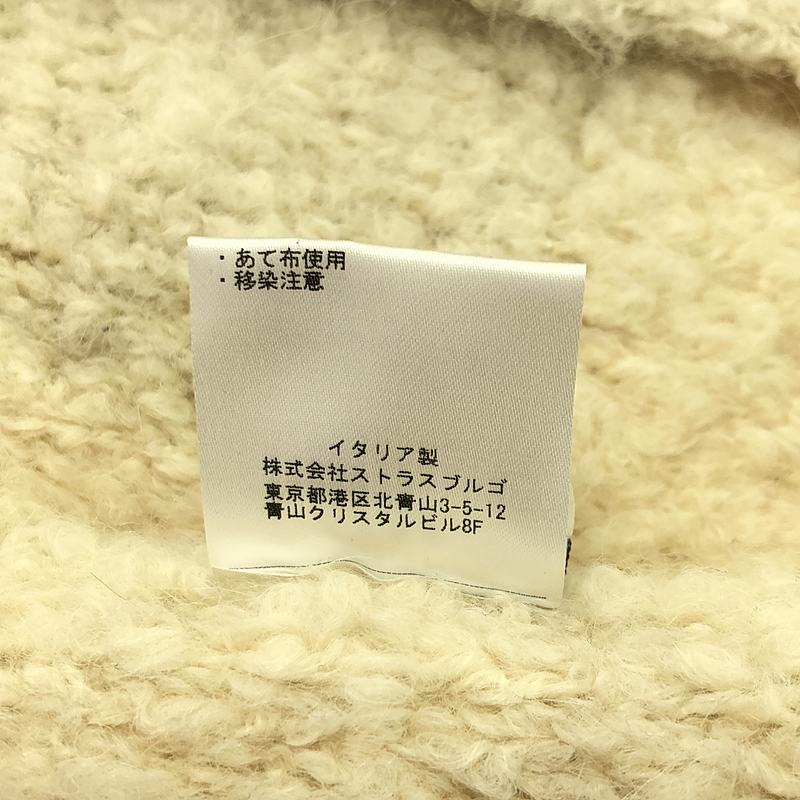 ・あて布使用
・移染注意
イタリア製
株式会社ストラスブルゴ
東京都港区北青山3-5-12
青山クリスタルビル8F